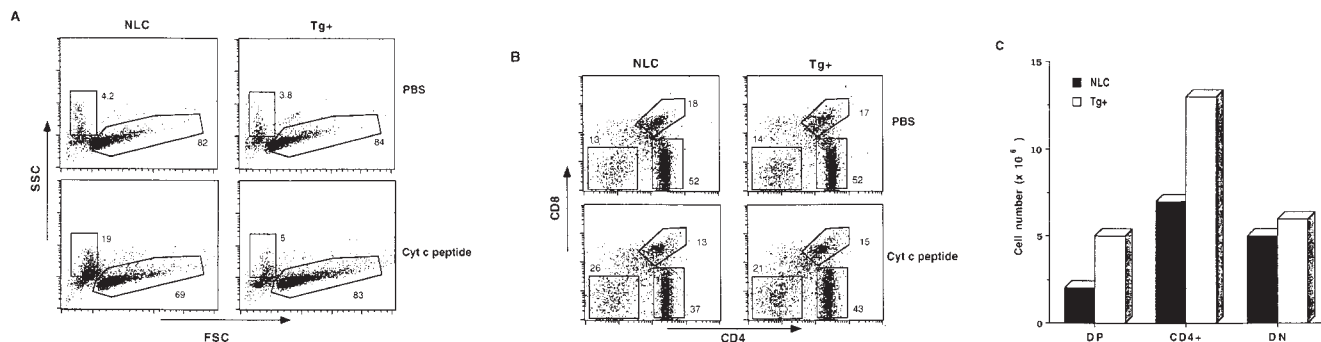 A
NLC
Tg+
4.2
82
3.8
84
PBS
SSC
19
69
5
83
Cyt c peptide
FSC
B
NLC
Tg+
18
13
52
17
14
52
PBS
CD8
13
26
37
15
21
43
Cyt c peptide
CD4
C
NLC
Tg+
Cell number (x 10 6)
15
10
5
0
DP
CD4+
DN